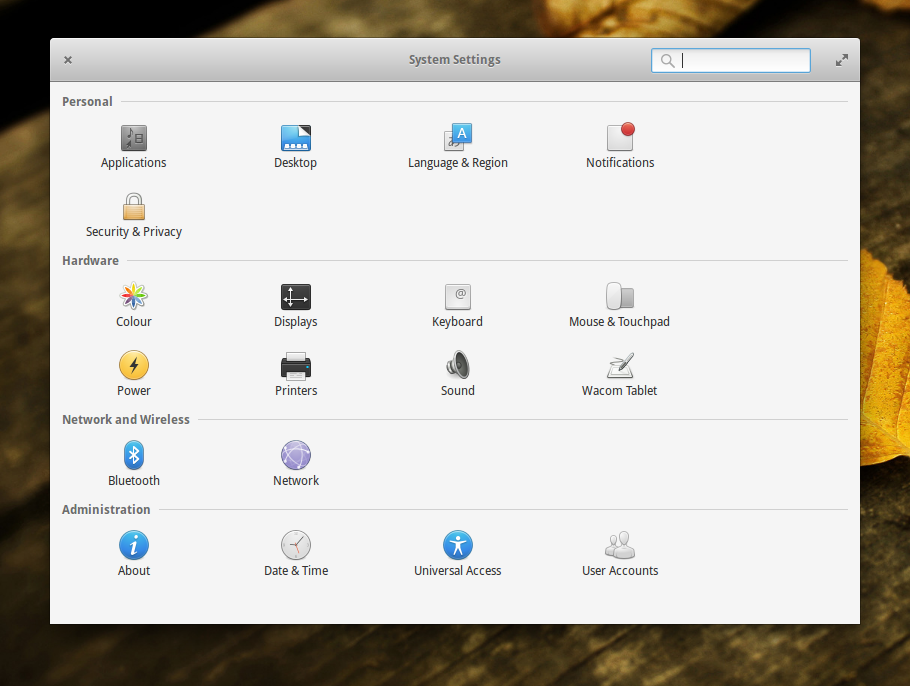 System Settings
Personal
Applications
Desktop
Language & Region
Notifications
Security & Privacy
Hardware
Colour
Displays
Keyboard
Mouse & Touchpad
Power
Printers
Sound
Wacom Tablet
Network and Wireless
Bluetooth
Network
Administration
About
Date & Time
Universal Access
User Accounts